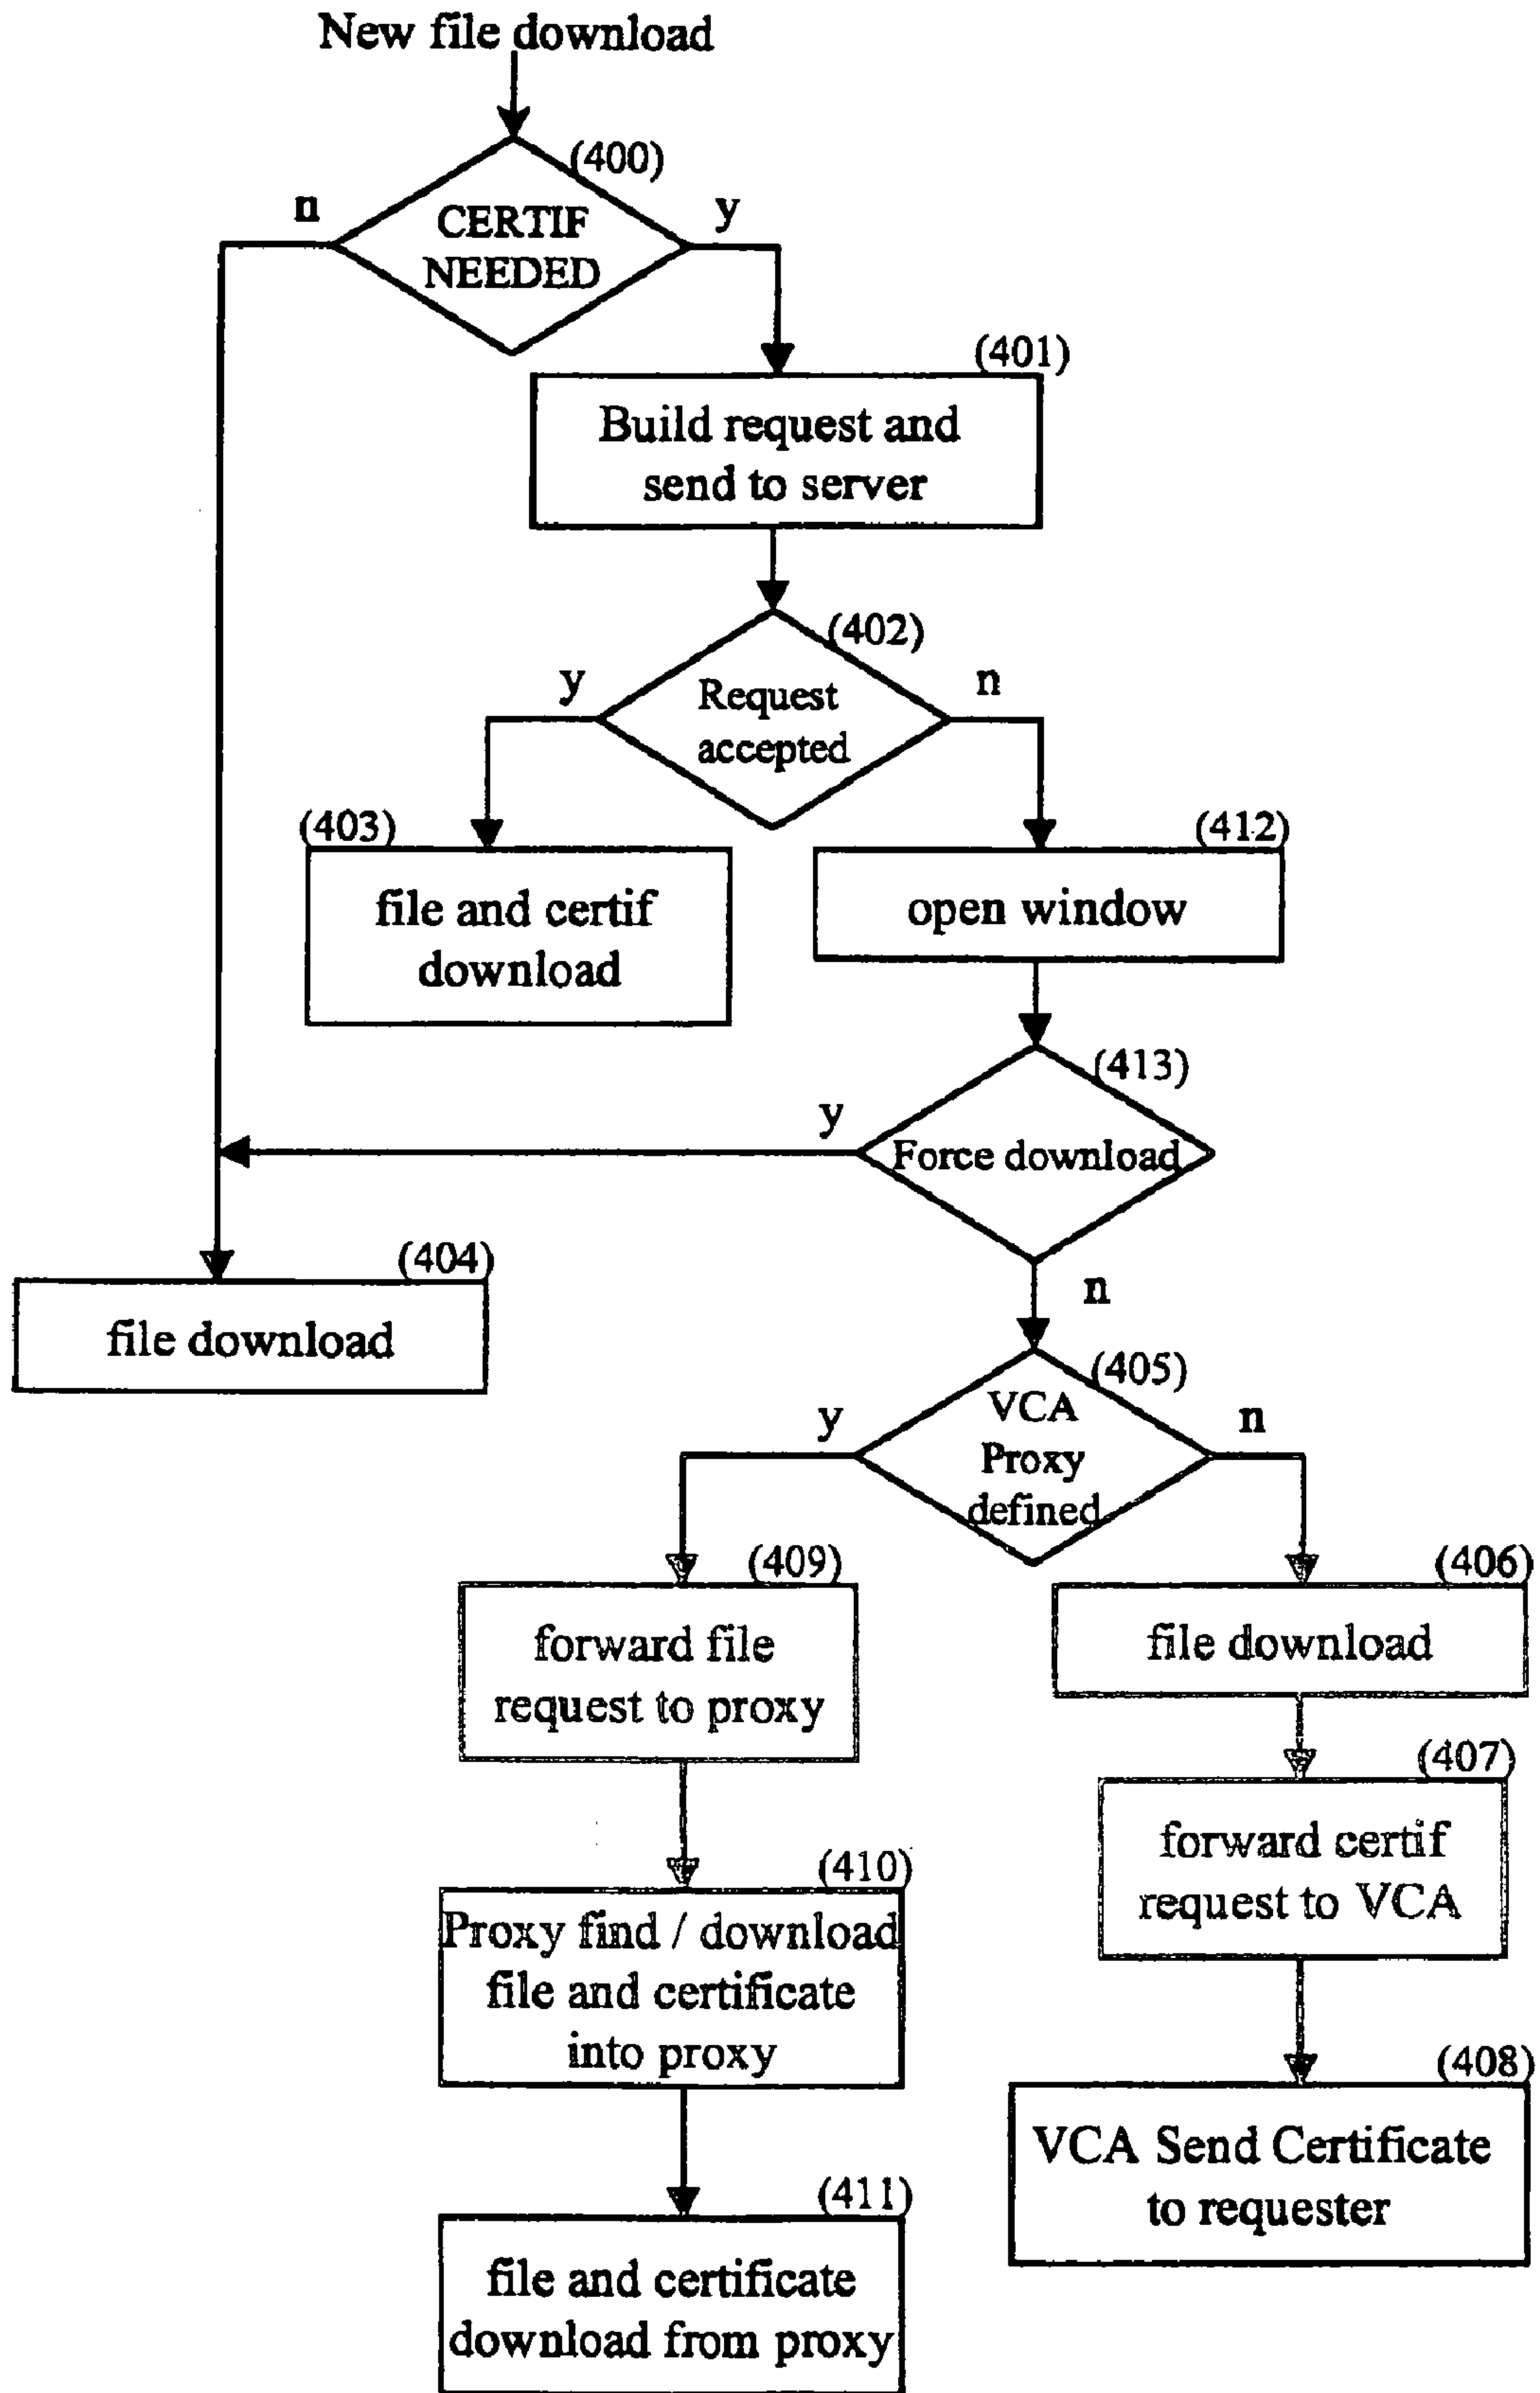 New file download
(400)
n
y
CERTIF
NEEDED
(401)
Build request and
send to server
(402)
y
n
Request
accepted
(403)
(412)
file and certif
download
open window
(413)
y
Force download
(404)
n
file download
(405)
y
n
VCA
Proxy
defined
(409)
(406)
forward file
request to proxy
file download
(407)
forward certif
request to VCA
(410)
Proxy find / download
file and certificate
into proxy
(408)
VCA Send Certificate
to requester
(411)
file and certificate
download from proxy